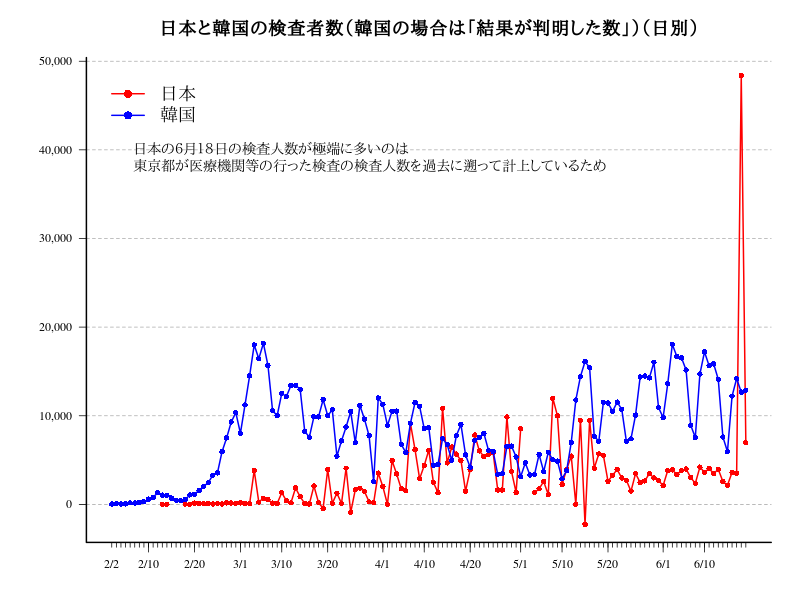 日本と韓国の検査者数(韓国の場合は「結果が判明した数」)(日別)
50,000
40,000
30,000
20,000
10,000
0
日本
韓国
日本の6月18日の検査人数が極端に多いのは
東京都が医療機関等の行った検査の検査人数を過去に遡って計上しているため
2/2 2/10 2/20 3/1 3/10 3/20 4/1 4/10 4/20 5/1 5/10 5/20 6/1 6/10